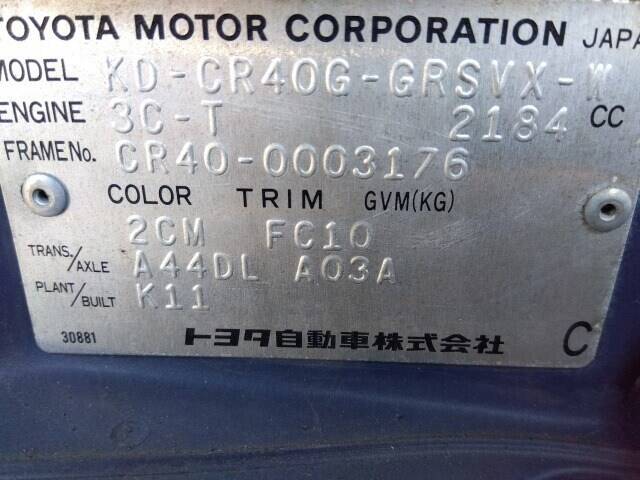 TOYOTA MOTOR CORPORATION JAPA
MODEL KD-CR40G-GRSVX-W
ENGINE 3C-T 2184 CC
FRAME No. CR40-0003176
COLOR TRIM GVM(KG)
2CM FC10
TRANS./AXLE A44DL A03A
PLANT/BUILT K11
30881 トヨタ自動車株式会社 C